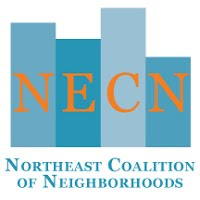 NECN
NORTHEAST COALITION
OF NEIGHBORHOODS